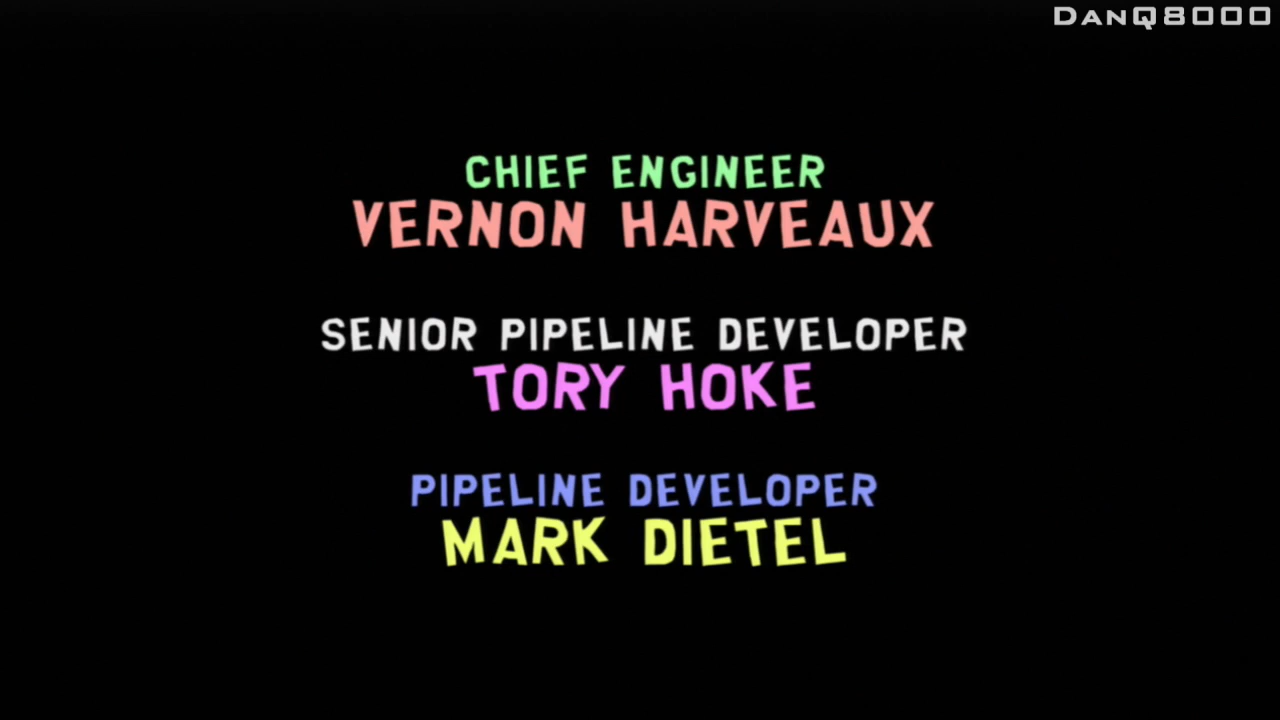 DanQ8000
CHIEF ENGINEER
VERNON HARVEAUX
SENIOR PIPELINE DEVELOPER
TORY HOKE
PIPELINE DEVELOPER
MARK DIETEL